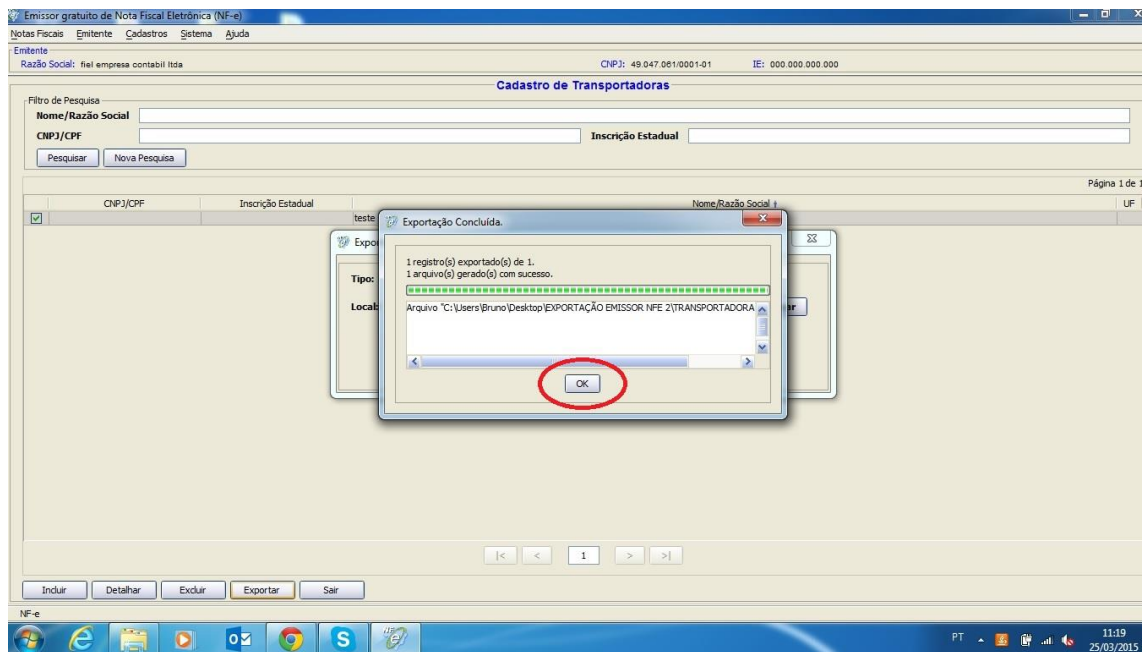 Emissor gratuito de Nota Fiscal Eletrônica (NF-e)
Notas Fiscais Emitente Cadastros Sistema Ajuda
Emitente
Razão Social: fiel empresa contabil ltda CNPJ: 49.047.061/0001-01 IE: 000.000.000.000
Cadastro de Transportadoras
Filtro de Pesquisa
Nome/Razão Social
CNPJ/CPF Inscrição Estadual
Pesquisar Nova Pesquisa
Página 1 de 1
CNPJ/CPF Inscrição Estadual Nome/Razão Social UF
teste
Exportação Concluída.
1 registro(s) exportado(s) de 1.
1 arquivo(s) gerado(s) com sucesso.
Tipo:
Local:
Arquivo "C:\Users\Bruno\Desktop\EXPORTAÇÃO EMISSOR NFE 2\TRANSPORTADORA
OK
|< < 1 > >|
Incluir Detalhar Excluir Exportar Sair
NF-e
PT 11:19
25/03/2015